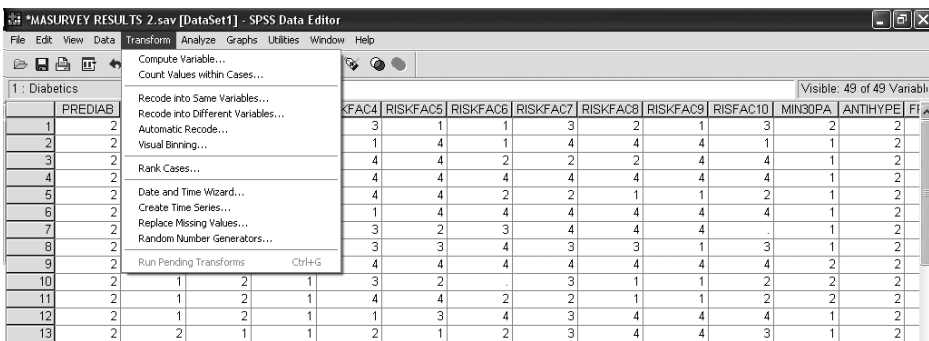 *MASURVEY RESULTS 2.sav [DataSet1] - SPSS Data Editor
File Edit View Data Transform Analyze Graphs Utilities Window Help
1 : Diabetics Visible: 49 of 49 Variabl
Compute Variable...
Count Values within Cases...
Recode into Same Variables...
Recode into Different Variables...
Automatic Recode...
Visual Binning...
Rank Cases...
Date and Time Wizard...
Create Time Series...
Replace Missing Values...
Random Number Generators...
Run Pending Transforms Ctrl+G
PREDIAB KFAC4 RISKFAC5 RISKFAC6 RISKFAC7 RISKFAC8 RISKFAC9 RISFAC10 MIN30PA ANTIHYPE
1 2 3 1 1 3 2 1 3 2 2
2 2 1 4 1 4 4 4 1 1 2
3 2 4 4 2 2 2 4 4 1 2
4 2 4 4 4 4 4 4 4 1 2
5 2 4 4 2 2 1 1 2 1 2
6 2 1 4 4 4 4 4 4 1 2
7 2 3 2 3 4 4 4 . 1 2
8 2 3 3 4 3 3 1 3 1 2
9 2 4 4 4 4 4 4 4 2 2
10 2 1 2 1 3 2 . 3 1 1 2 2 2
11 2 1 2 1 4 4 2 2 1 1 2 2 2
12 2 1 2 1 1 3 4 3 4 4 4 1 2
13 2 2 1 1 2 1 2 3 4 4 3 1 2